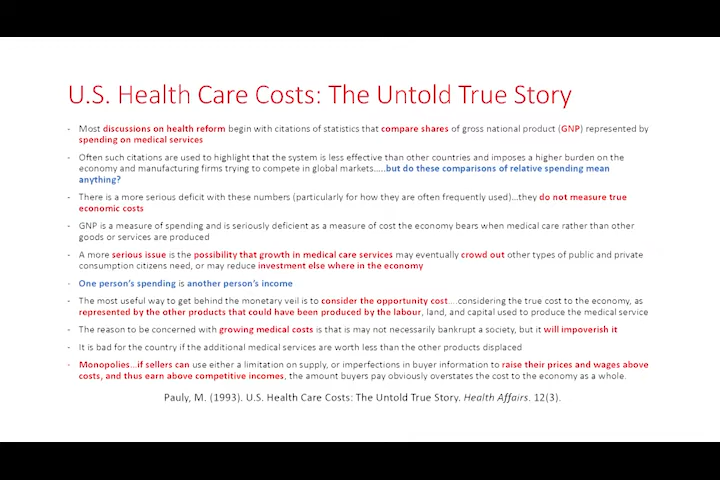 U.S. Health Care Costs: The Untold True Story
- Most discussions on health reform begin with citations of statistics that compare shares of gross national product (GNP) represented by
spending on medical services
- Often such citations are used to highlight that the system is less effective than other countries and imposes a higher burden on the
economy and manufacturing firms trying to compete in global markets…..but do these comparisons of relative spending mean
anything?
- There is a more serious deficit with these numbers (particularly for how they are often frequently used)…they do not measure true
economic costs
- GNP is a measure of spending and is seriously deficient as a measure of cost the economy bears when medical care rather than other
goods or services are produced
- A more serious issue is the possibility that growth in medical care services may eventually crowd out other types of public and private
consumption citizens need, or may reduce investment else where in the economy
- One person's spending is another person's income
- The most useful way to get behind the monetary veil is to consider the opportunity cost….considering the true cost to the economy, as
represented by the other products that could have been produced by the labour, land, and capital used to produce the medical service
- The reason to be concerned with growing medical costs is that is may not necessarily bankrupt a society, but it will impoverish it
- It is bad for the country if the additional medical services are worth less than the other products displaced
- Monopolies…if sellers can use either a limitation on supply, or imperfections in buyer information to raise their prices and wages above
costs, and thus earn above competitive incomes, the amount buyers pay obviously overstates the cost to the economy as a whole.
Pauly, M. (1993). U.S. Health Care Costs: The Untold True Story. Health Affairs. 12(3).